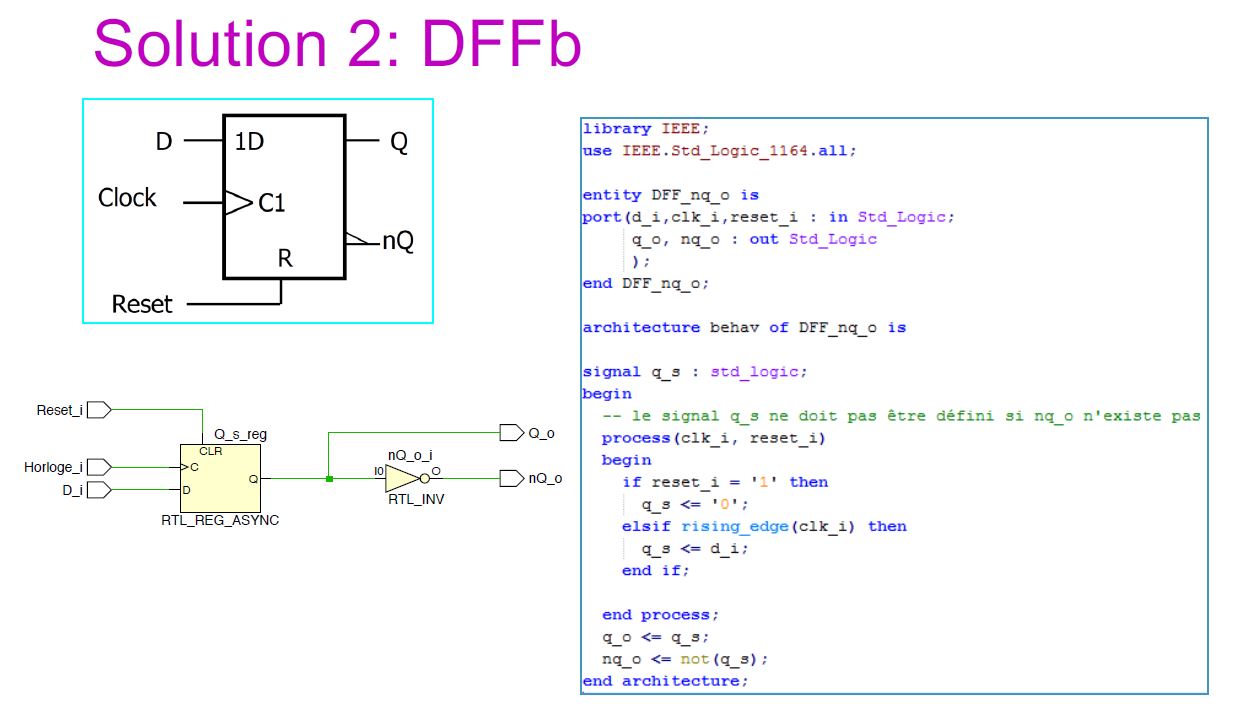 Solution 2: DFFb
D
1D
Q
Clock
C1
nQ
R
Reset
Reset_i
Q_s_reg
CLR
Q_o
Horloge_i
C
nQ_o_i
I0
O
D_i
D
Q
nQ_o
RTL_INV
RTL_REG_ASYNC
library IEEE;
use IEEE.Std_Logic_1164.all;
entity DFF_nq_o is
port(d_i,clk_i,reset_i : in Std_Logic;
q_o, nq_o : out Std_Logic
);
end DFF_nq_o;
architecture behav of DFF_nq_o is
signal q_s : std_logic;
begin
-- le signal q_s ne doit pas être défini si nq_o n'existe pas
process(clk_i, reset_i)
begin
if reset_i = '1' then
q_s <= '0';
elsif rising_edge(clk_i) then
q_s <= d_i;
end if;
end process;
q_o <= q_s;
nq_o <= not(q_s);
end architecture;